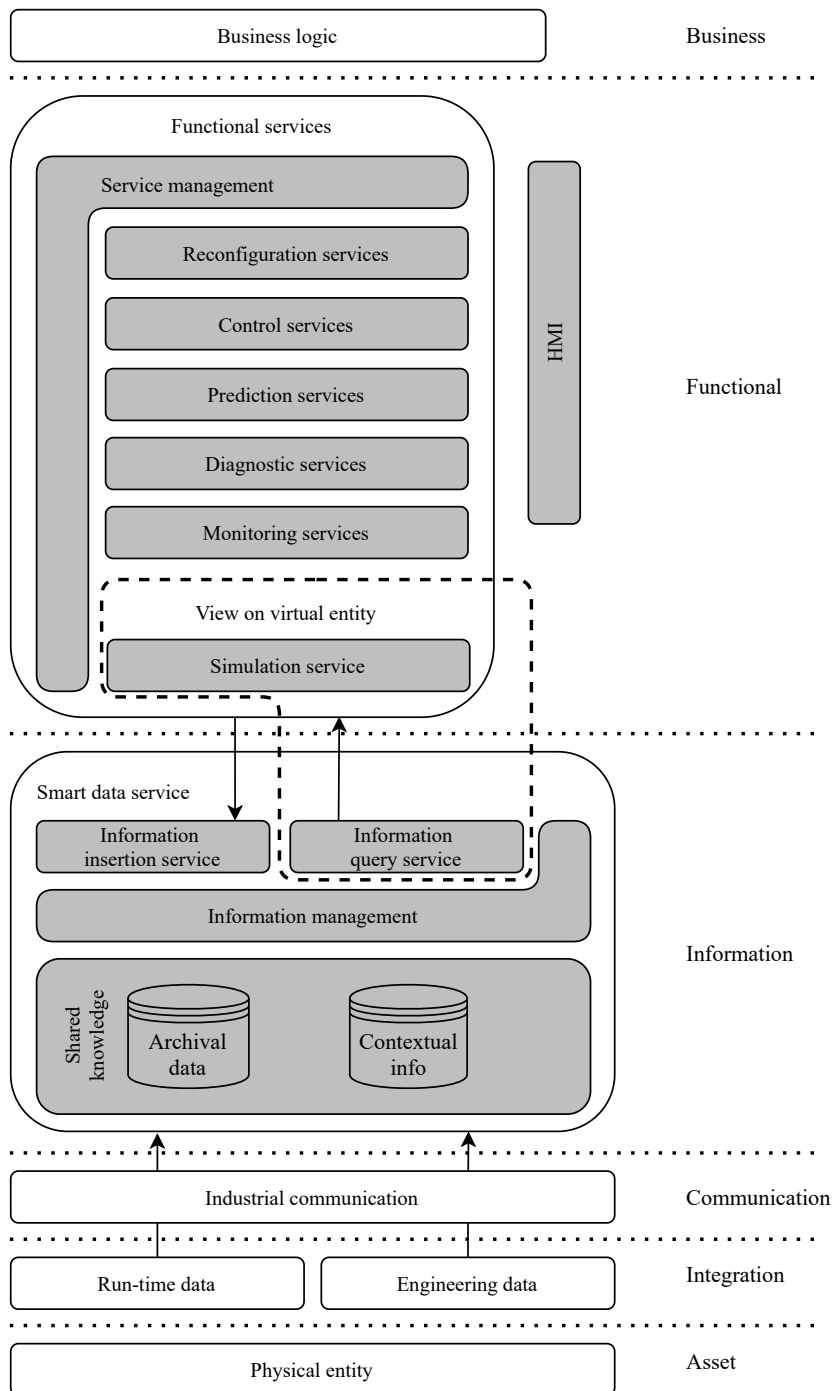 Business logic
Business
Functional services
Service management
Reconfiguration services
Control services
Prediction services
Diagnostic services
Monitoring services
HMI
Functional
View on virtual entity
Simulation service
Smart data service
Information
insertion service
Information
query service
Information management
Information
Shared
knowledge
Archival
data
Contextual
info
Industrial communication
Communication
Run-time data
Engineering data
Integration
Physical entity
Asset